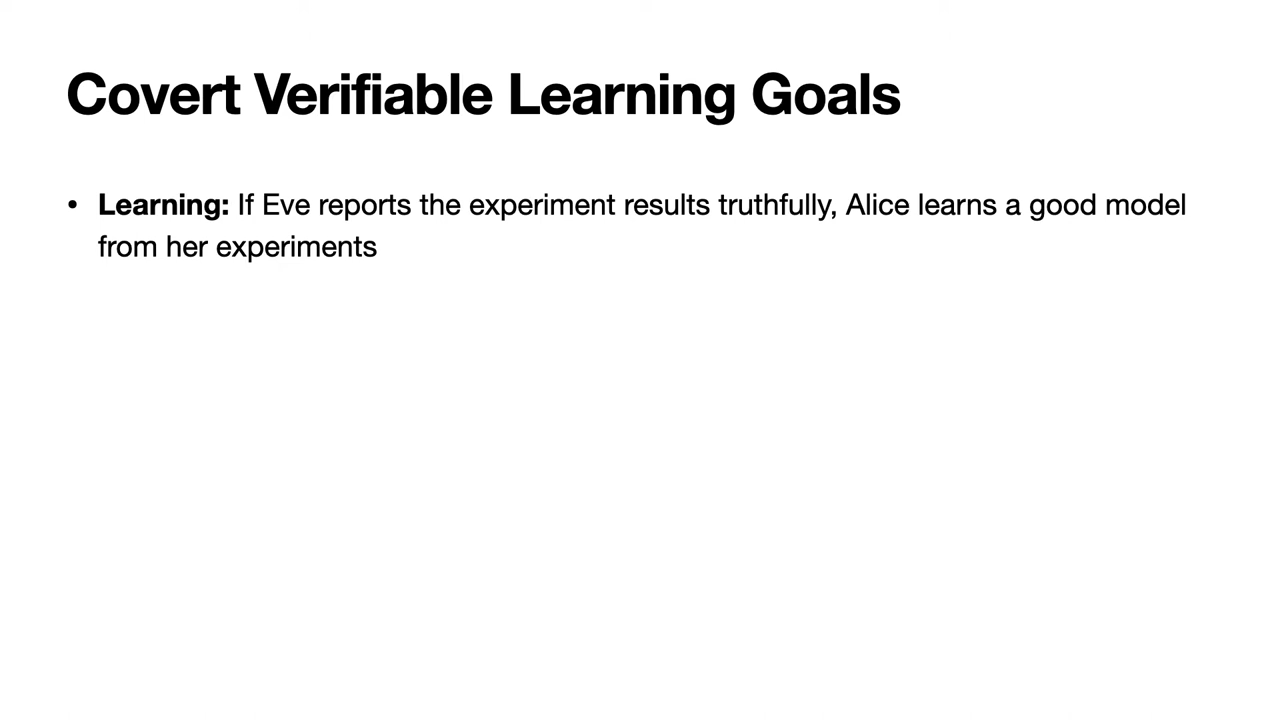 Covert Verifiable Learning Goals
• Learning: If Eve reports the experiment results truthfully, Alice learns a good model
from her experiments